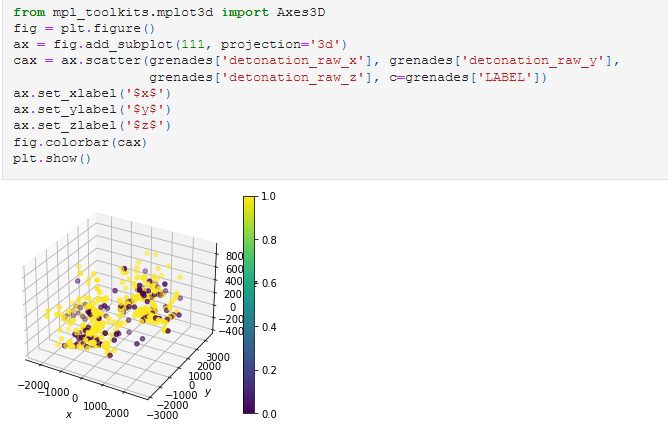 from mpl_toolkits.mplot3d import Axes3D
fig = plt.figure()
ax = fig.add_subplot(111, projection='3d')
cax = ax.scatter(grenades['detonation_raw_x'], grenades['detonation_raw_y'],
grenades['detonation_raw_z'], c=grenades['LABEL'])
ax.set_xlabel('$x$')
ax.set_ylabel('$y$')
ax.set_zlabel('$z$')
fig.colorbar(cax)
plt.show()
1.0
0.8
0.6
0.4
0.2
0.0
800
600
400
200
0
−200
−400
3000
2000
1000
0
−1000
−2000
−3000
y
−2000
−1000
0
1000
2000
x